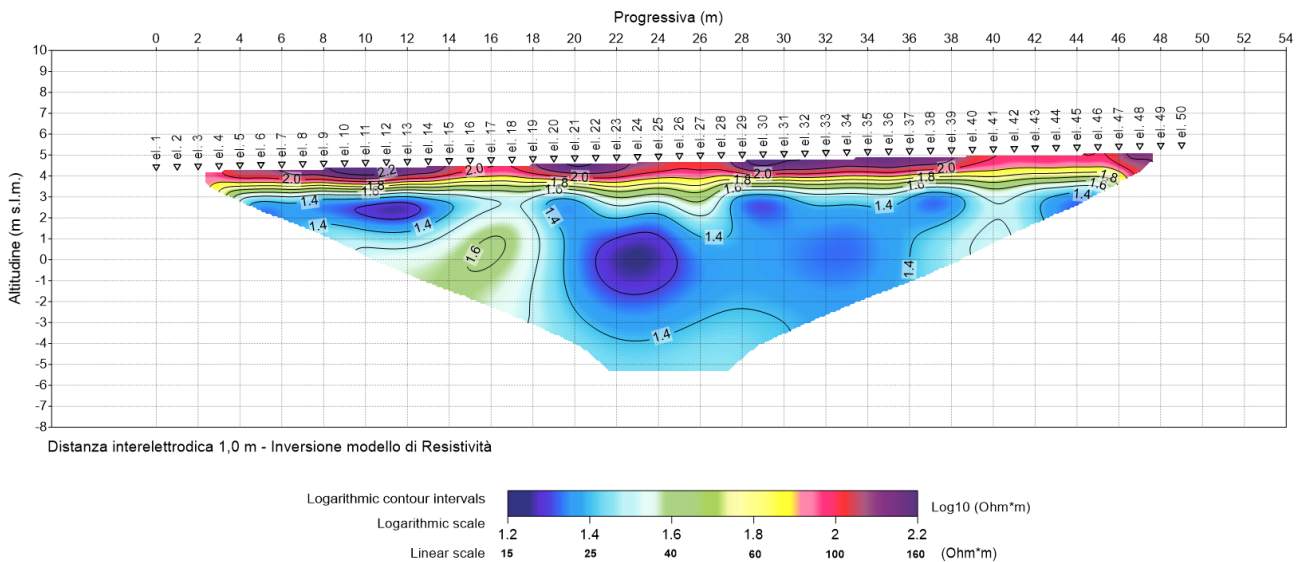 Progressiva (m)
0 2 4 6 8 10 12 14 16 18 20 22 24 26 28 30 32 34 36 38 40 42 44 46 48 50 52 54
Altitudine (m s.l.m.)
10
9
8
7
6
5
4
3
2
1
0
-1
-2
-3
-4
-5
-6
-7
-8
el. 1
el. 2
el. 3
el. 4
el. 5
el. 6
el. 7
el. 8
el. 9
el. 10
el. 11
el. 12
el. 13
el. 14
el. 15
el. 16
el. 17
el. 18
el. 19
el. 20
el. 21
el. 22
el. 23
el. 24
el. 25
el. 26
el. 27
el. 28
el. 29
el. 30
el. 31
el. 32
el. 33
el. 34
el. 35
el. 36
el. 37
el. 38
el. 39
el. 40
el. 41
el. 42
el. 43
el. 44
el. 45
el. 46
el. 47
el. 48
el. 49
el. 50
2.0 2.2 2.0 2.0 2.0 2.0
1.8 1.8 1.8 1.8 1.8
1.6 1.6 1.6 1.6
1.4 1.4 1.4 1.4 1.4 1.4
1.4 1.4 1.4
1.6
1.4
Distanza interelettrodica 1,0 m - Inversione modello di Resistività
Logarithmic contour intervals
Log10 (Ohm*m)
Logarithmic scale 1.2 1.4 1.6 1.8 2 2.2
Linear scale 15 25 40 60 100 160 (Ohm*m)